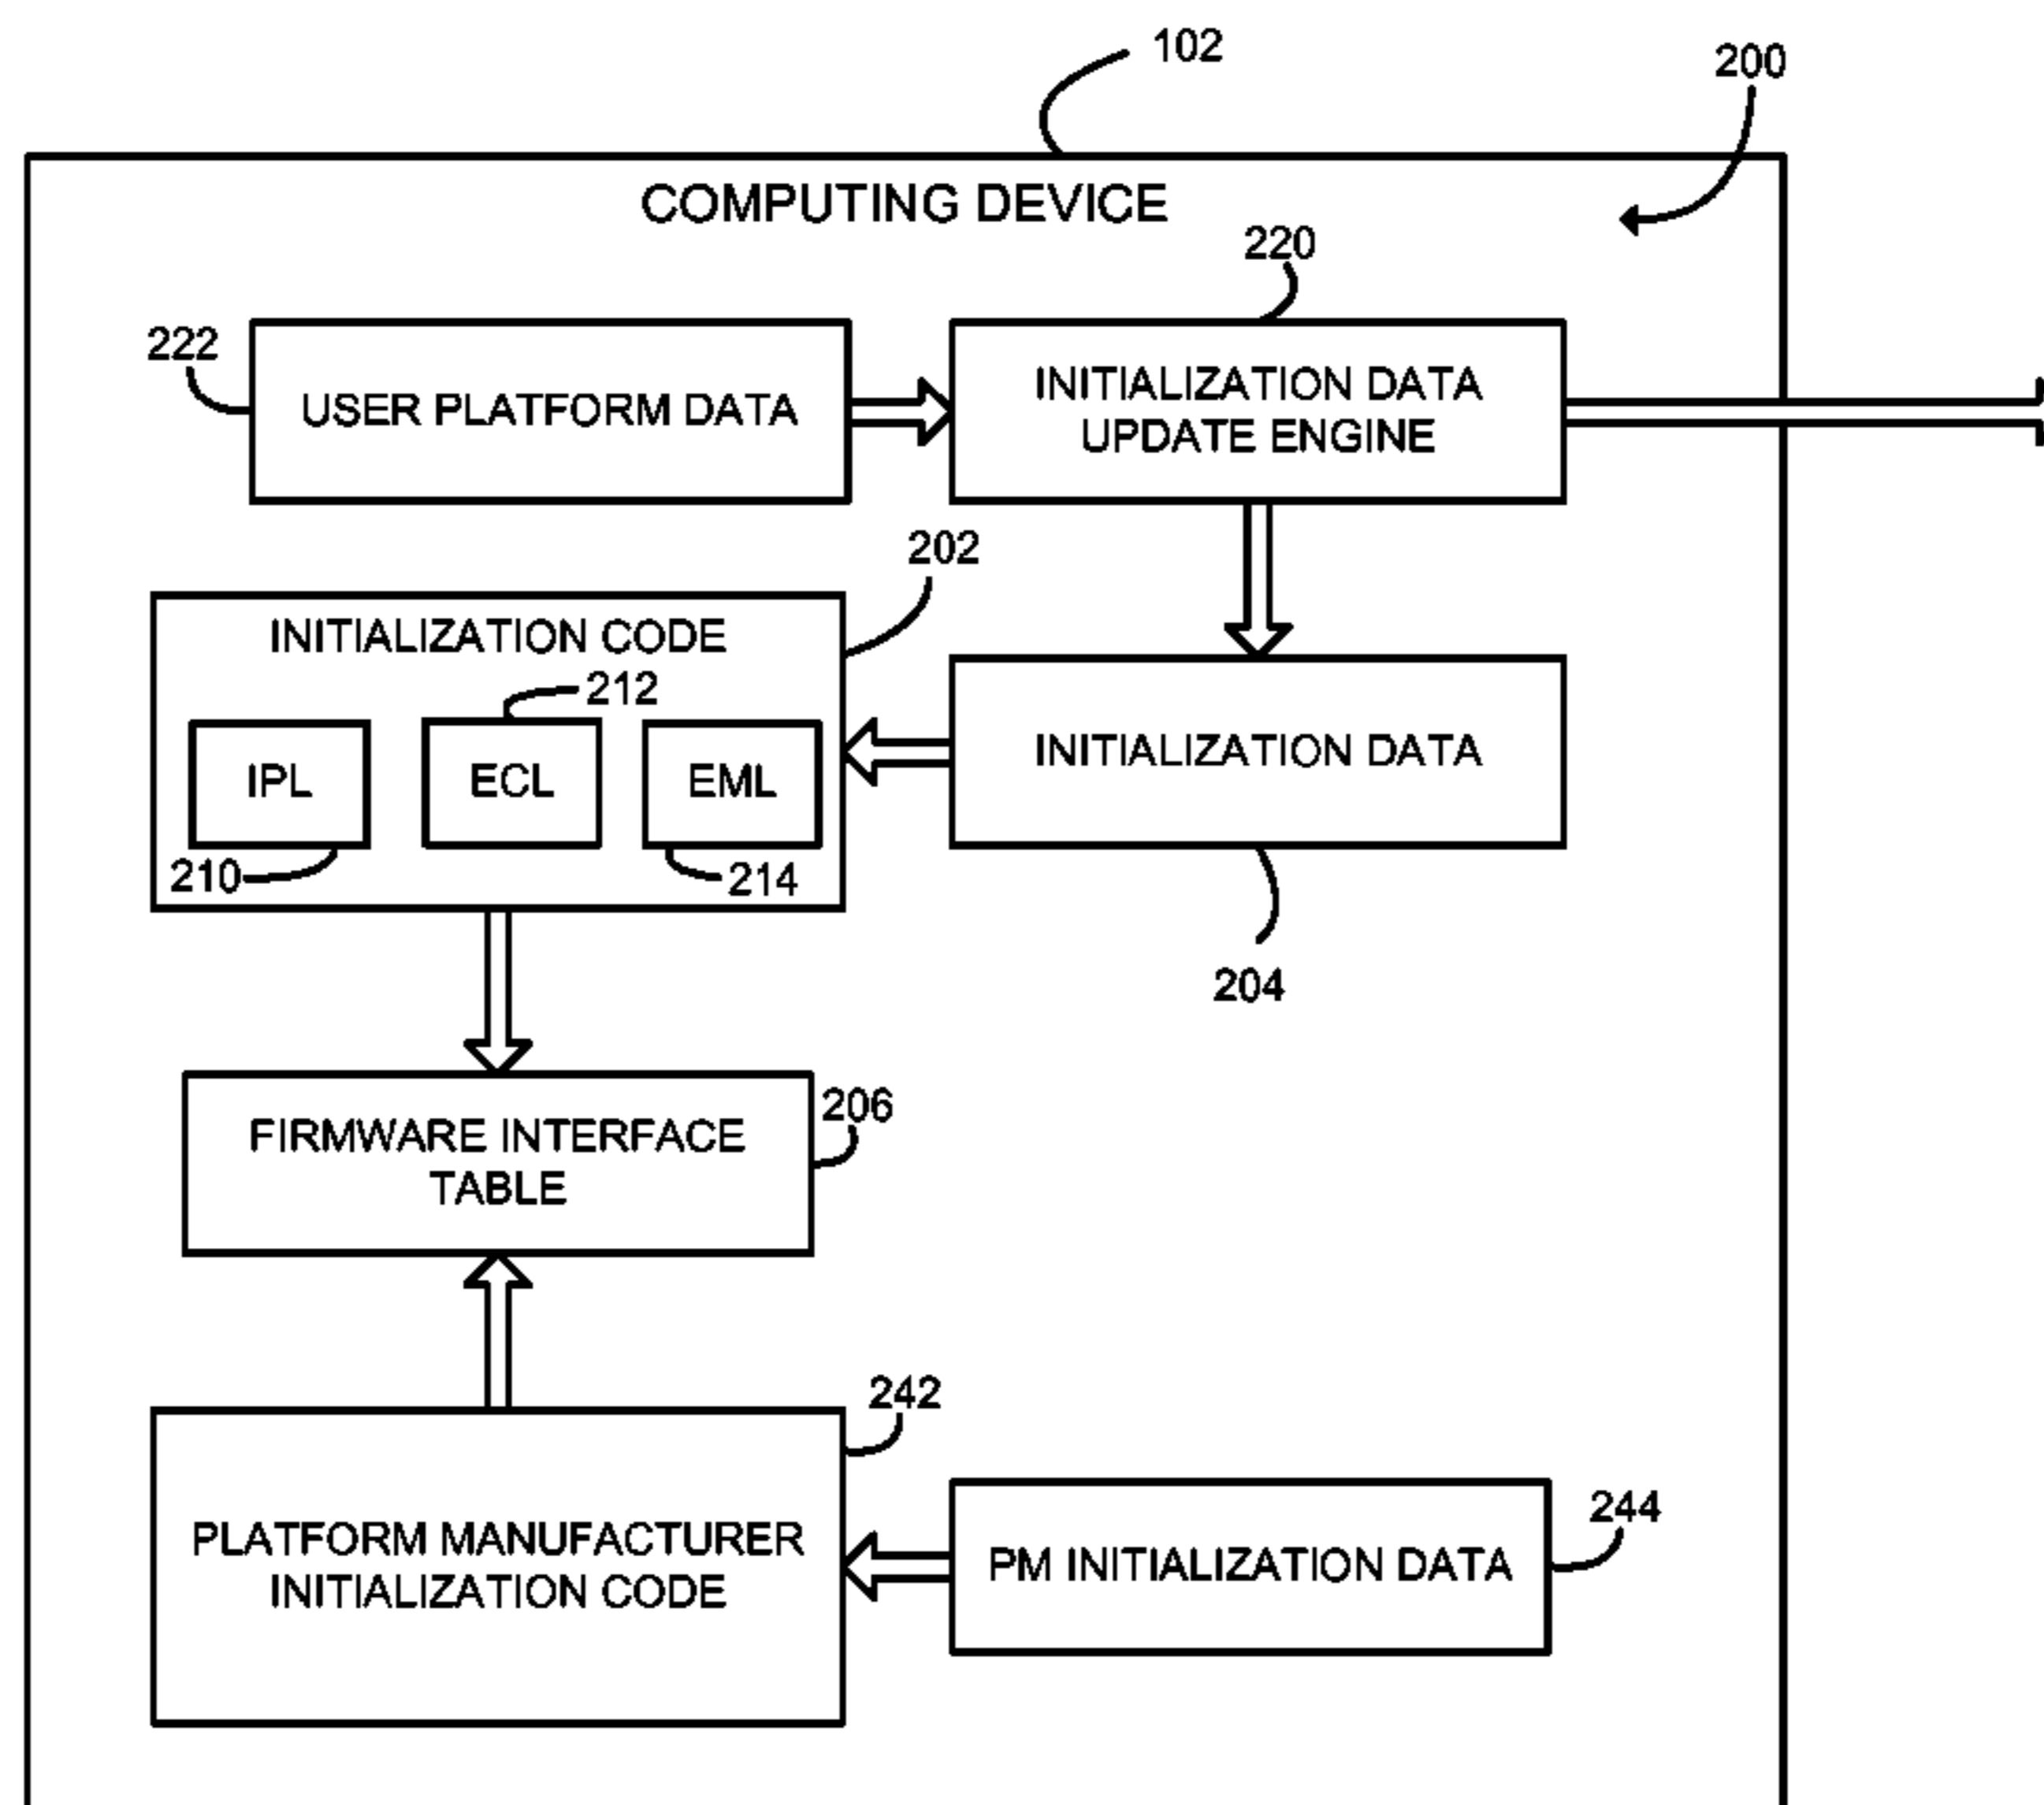 102
200
COMPUTING DEVICE
220
222
USER PLATFORM DATA
INITIALIZATION DATA
UPDATE ENGINE
202
INITIALIZATION CODE
212
IPL
ECL
EML
210
214
INITIALIZATION DATA
204
206
FIRMWARE INTERFACE
TABLE
242
PLATFORM MANUFACTURER
INITIALIZATION CODE
244
PM INITIALIZATION DATA